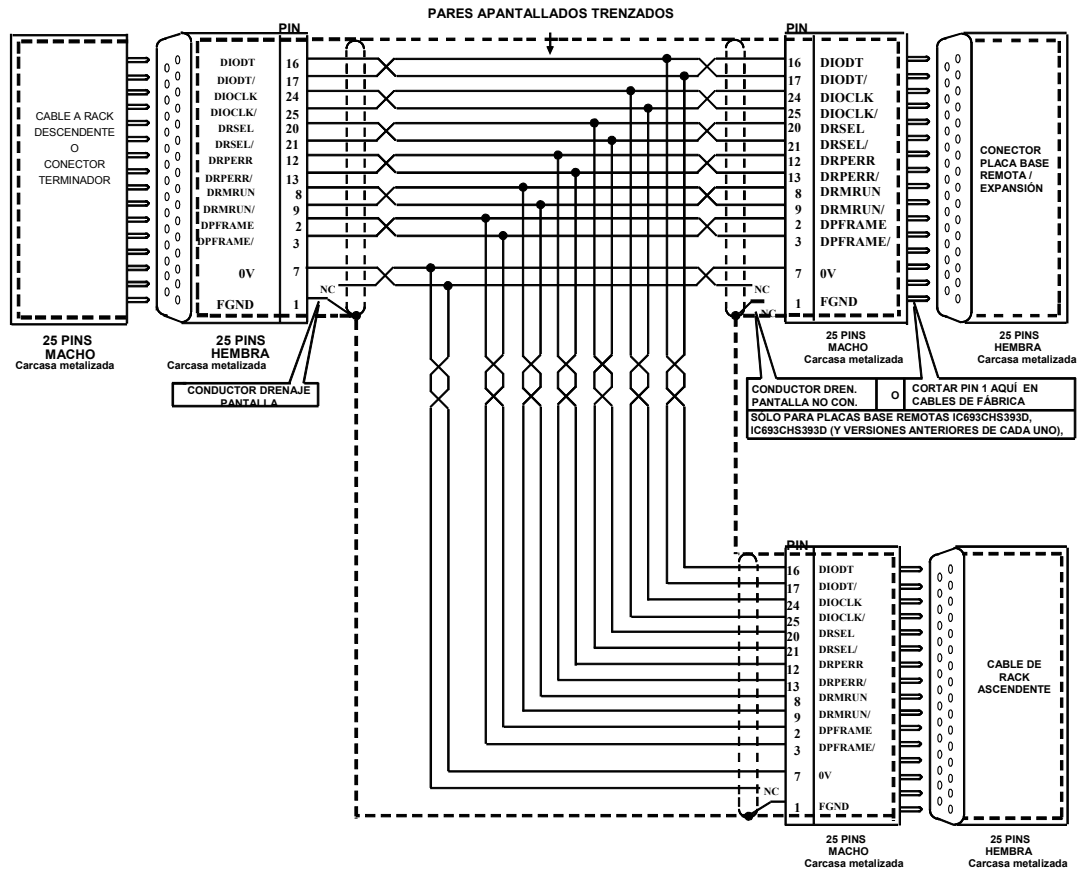 PARES APANTALLADOS TRENZADOS
CABLE A RACK
DESCENDENTE
O
CONECTOR
TERMINADOR
25 PINS
MACHO
Carcasa metalizada
PIN
DIODT 16
DIODT/ 17
DIOCLK 24
DIOCLK/ 25
DRSEL 20
DRSEL/ 21
DRPERR 12
DRPERR/ 13
DRMRUN 8
DRMRUN/ 9
DPFRAME 2
DPFRAME/ 3
0V 7
NC
FGND 1
25 PINS
HEMBRA
Carcasa metalizada
CONDUCTOR DRENAJE
PANTALLA
PIN
16 DIODT
17 DIODT/
24 DIOCLK
25 DIOCLK/
20 DRSEL
21 DRSEL/
12 DRPERR
13 DRPERR/
8 DRMRUN
9 DRMRUN/
2 DPFRAME
3 DPFRAME/
7 0V
NC
1 FGND
NC
25 PINS
MACHO
Carcasa metalizada
CONECTOR
PLACA BASE
REMOTA /
EXPANSIÓN
25 PINS
HEMBRA
Carcasa metalizada
CONDUCTOR DREN.
PANTALLA NO CON.
O
CORTAR PIN 1 AQUÍ EN
CABLES DE FÁBRICA
SÓLO PARA PLACAS BASE REMOTAS IC693CHS393D,
IC693CHS393D (Y VERSIONES ANTERIORES DE CADA UNO),
PIN
16 DIODT
17 DIODT/
24 DIOCLK
25 DIOCLK/
20 DRSEL
21 DRSEL/
12 DRPERR
13 DRPERR/
8 DRMRUN
9 DRMRUN/
2 DPFRAME
3 DPFRAME/
7 0V
NC
1 FGND
25 PINS
MACHO
Carcasa metalizada
CABLE DE
RACK
ASCENDENTE
25 PINS
HEMBRA
Carcasa metalizada